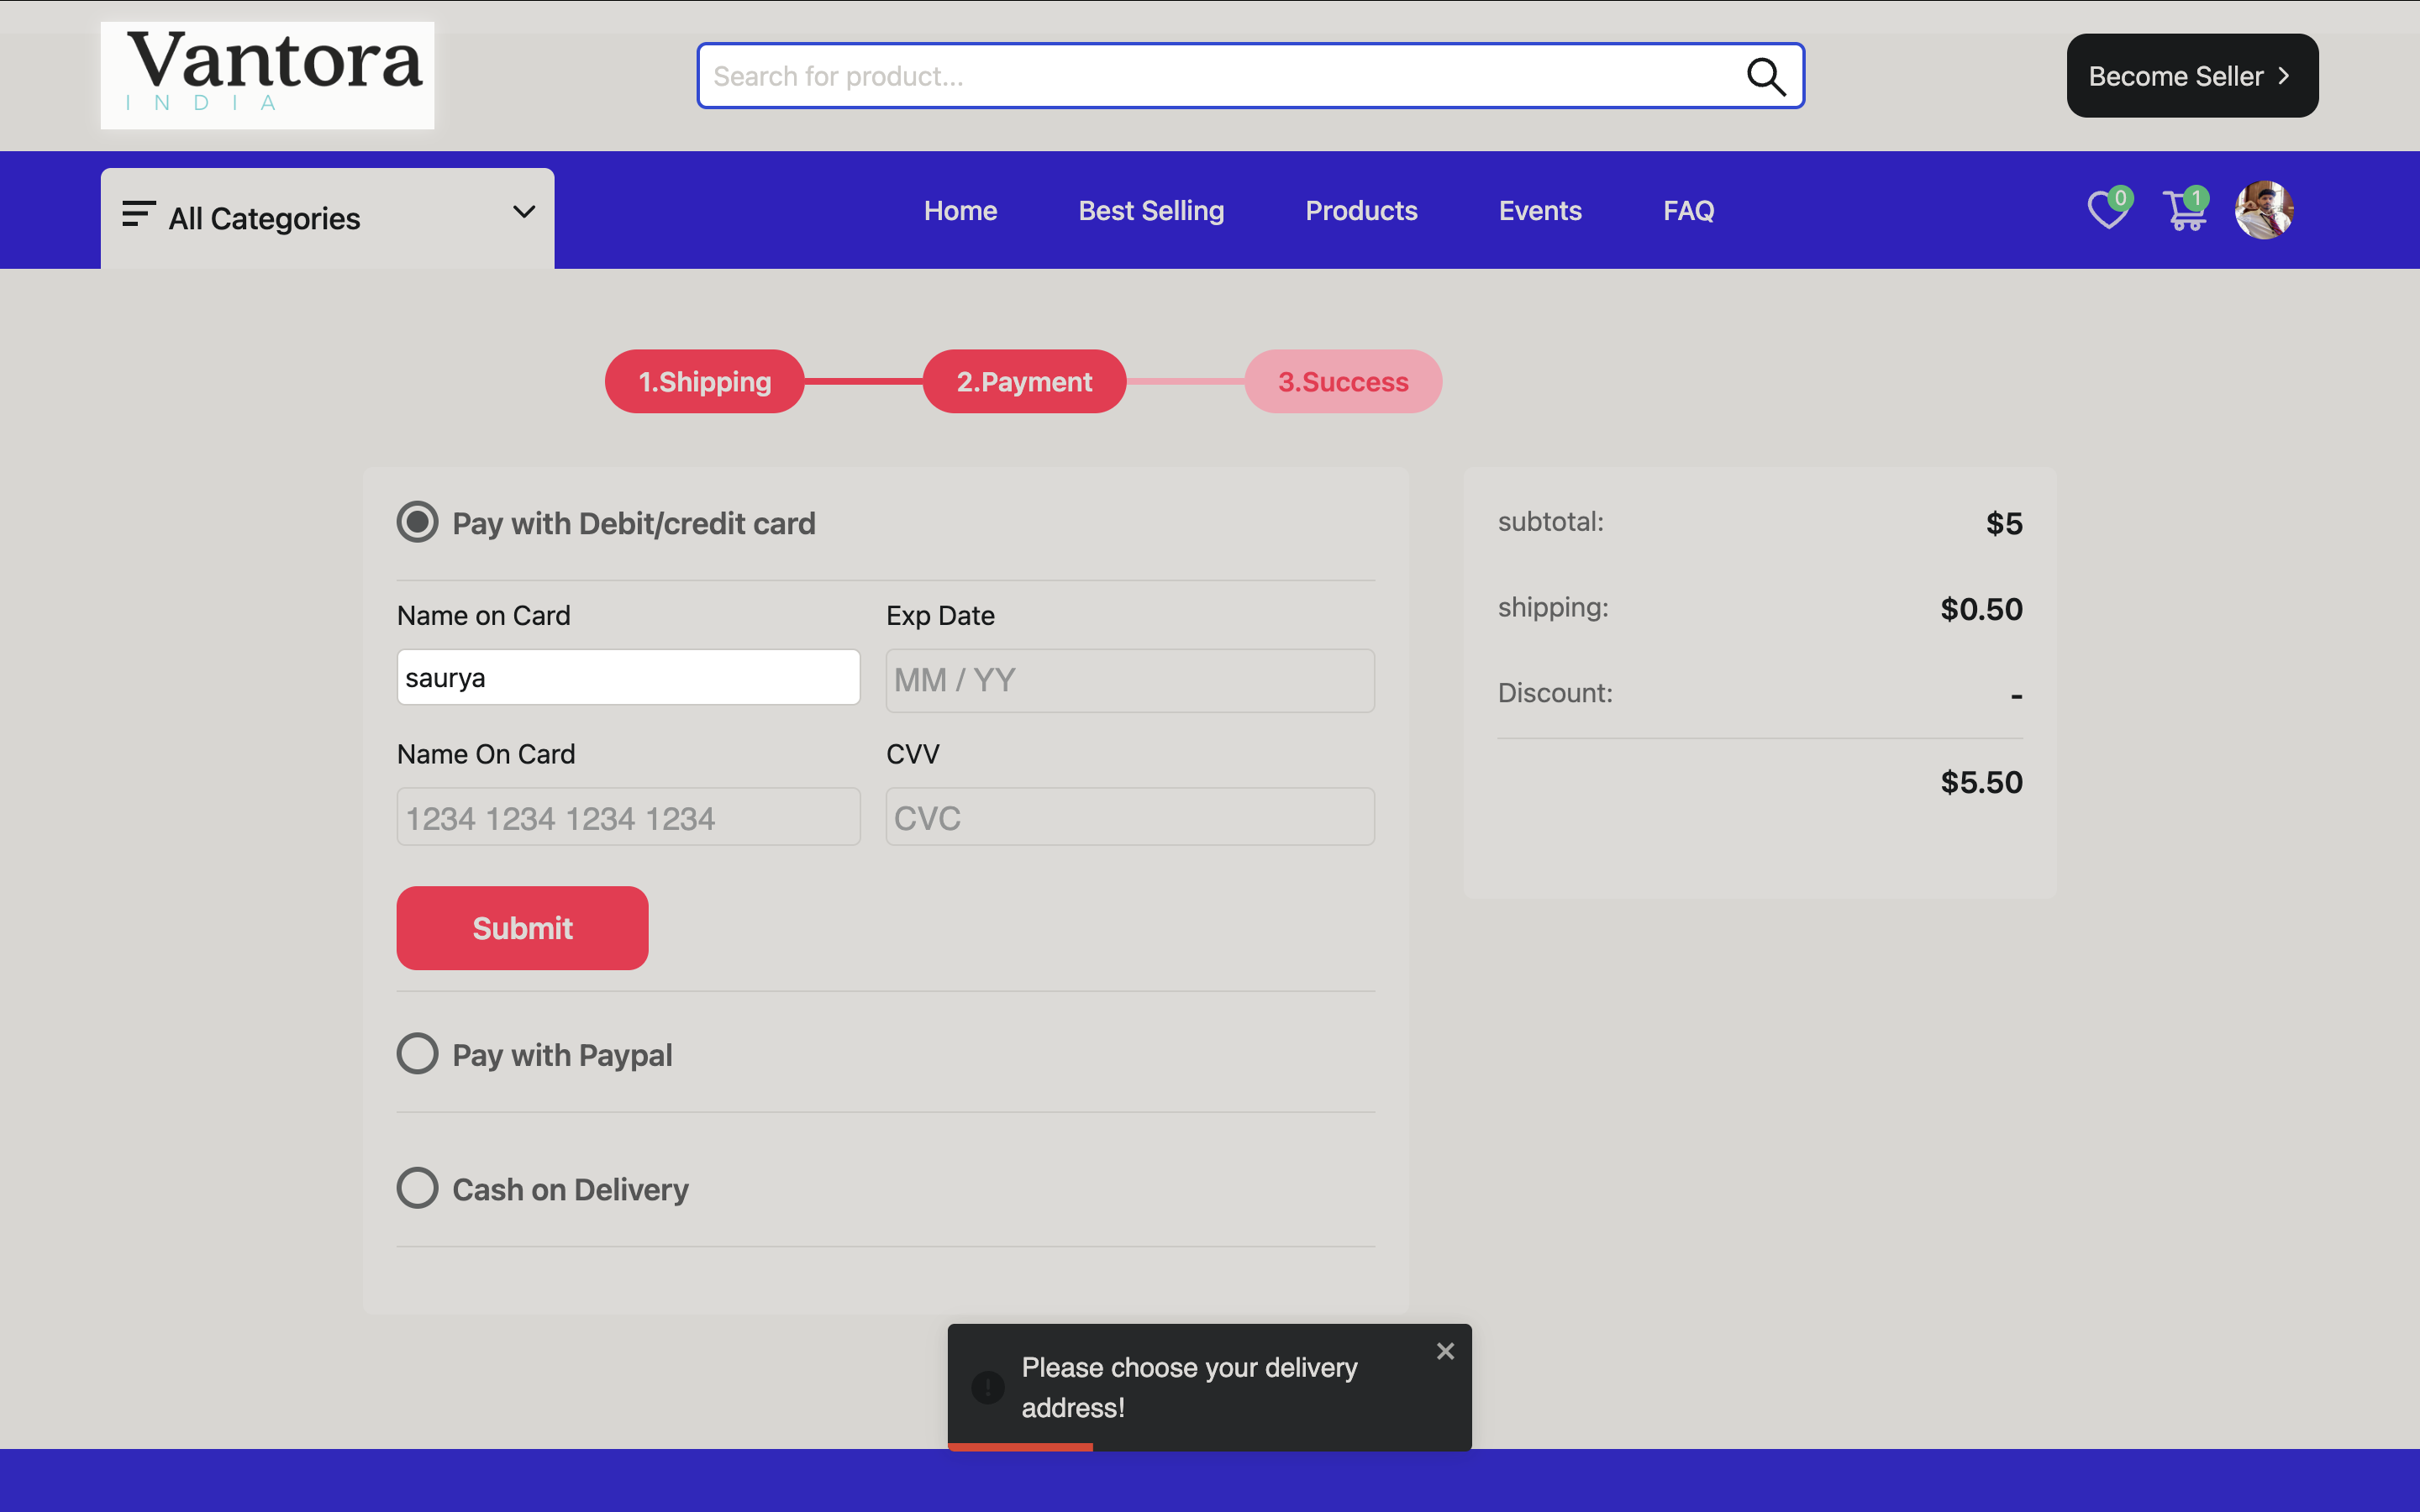 Vantora
INDIA
Search for product...
Become Seller
All Categories
Home
Best Selling
Products
Events
FAQ
0
1
1.Shipping
2.Payment
3.Success
Pay with Debit/credit card
Name on Card
Exp Date
saurya
MM / YY
Name On Card
CVV
1234 1234 1234 1234
CVC
Submit
Pay with Paypal
Cash on Delivery
subtotal:
$5
shipping:
$0.50
Discount:
-
$5.50
Please choose your delivery
address!